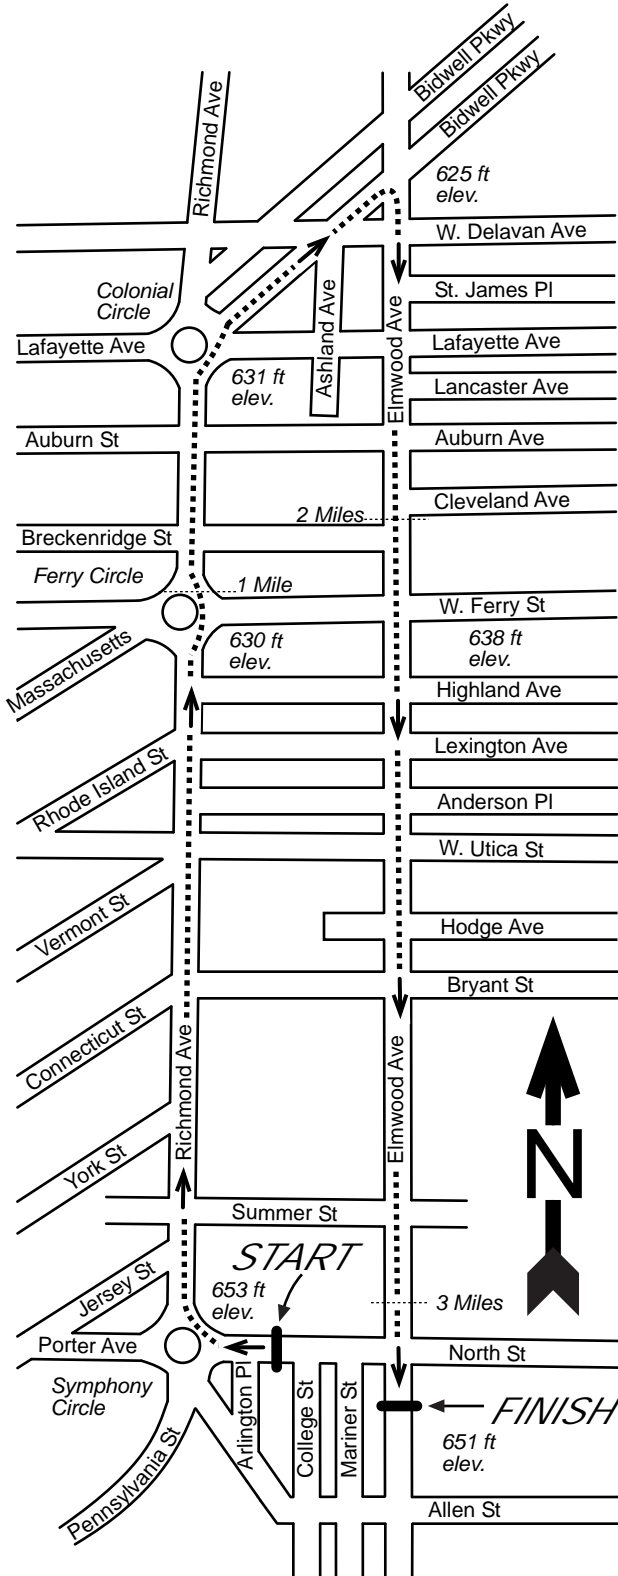 Bidwell Pkwy
Bidwell Pkwy
Richmond Ave
625 ft
elev.
W. Delavan Ave
Colonial
Circle
St. James Pl
Lafayette Ave
Ashland Ave
Elmwood Ave
Lafayette Ave
631 ft
elev.
Lancaster Ave
Auburn St
Auburn Ave
2 Miles
Cleveland Ave
Breckenridge St
Ferry Circle
1 Mile
W. Ferry St
Massachusetts
630 ft
elev.
638 ft
elev.
Highland Ave
Rhode Island St
Lexington Ave
Anderson Pl
W. Utica St
Vermont St
Hodge Ave
Bryant St
Connecticut St
Richmond Ave
Elmwood Ave
N
York St
Summer St
START
Jersey St
653 ft
elev.
3 Miles
Porter Ave
North St
Symphony
Circle
Arlington Pl
College St
Mariner St
FINISH
651 ft
elev.
Pennsylvania St
Allen St